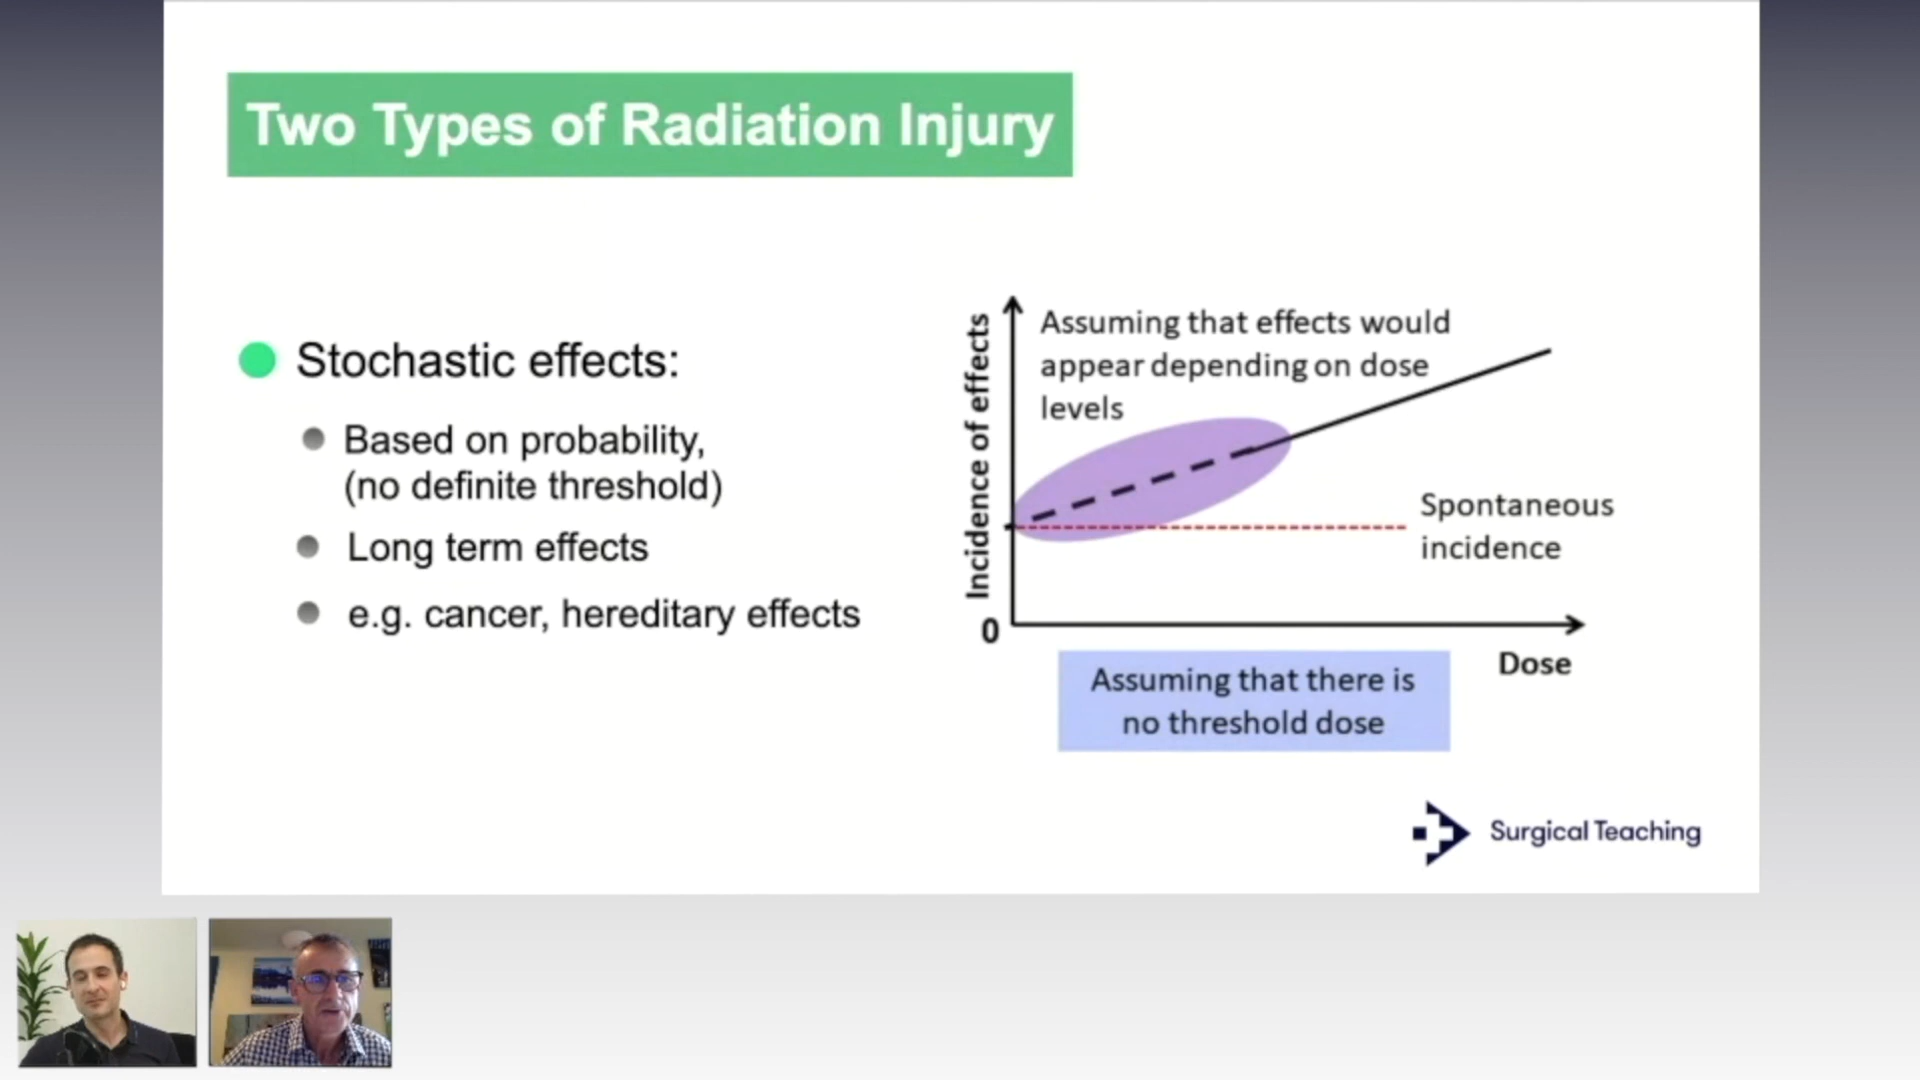 Two Types of Radiation Injury
Stochastic effects:
Based on probability,
(no definite threshold)
Long term effects
e.g. cancer, hereditary effects
Incidence of effects
Assuming that effects would
appear depending on dose
levels
Spontaneous
incidence
0
Dose
Assuming that there is
no threshold dose
Surgical Teaching